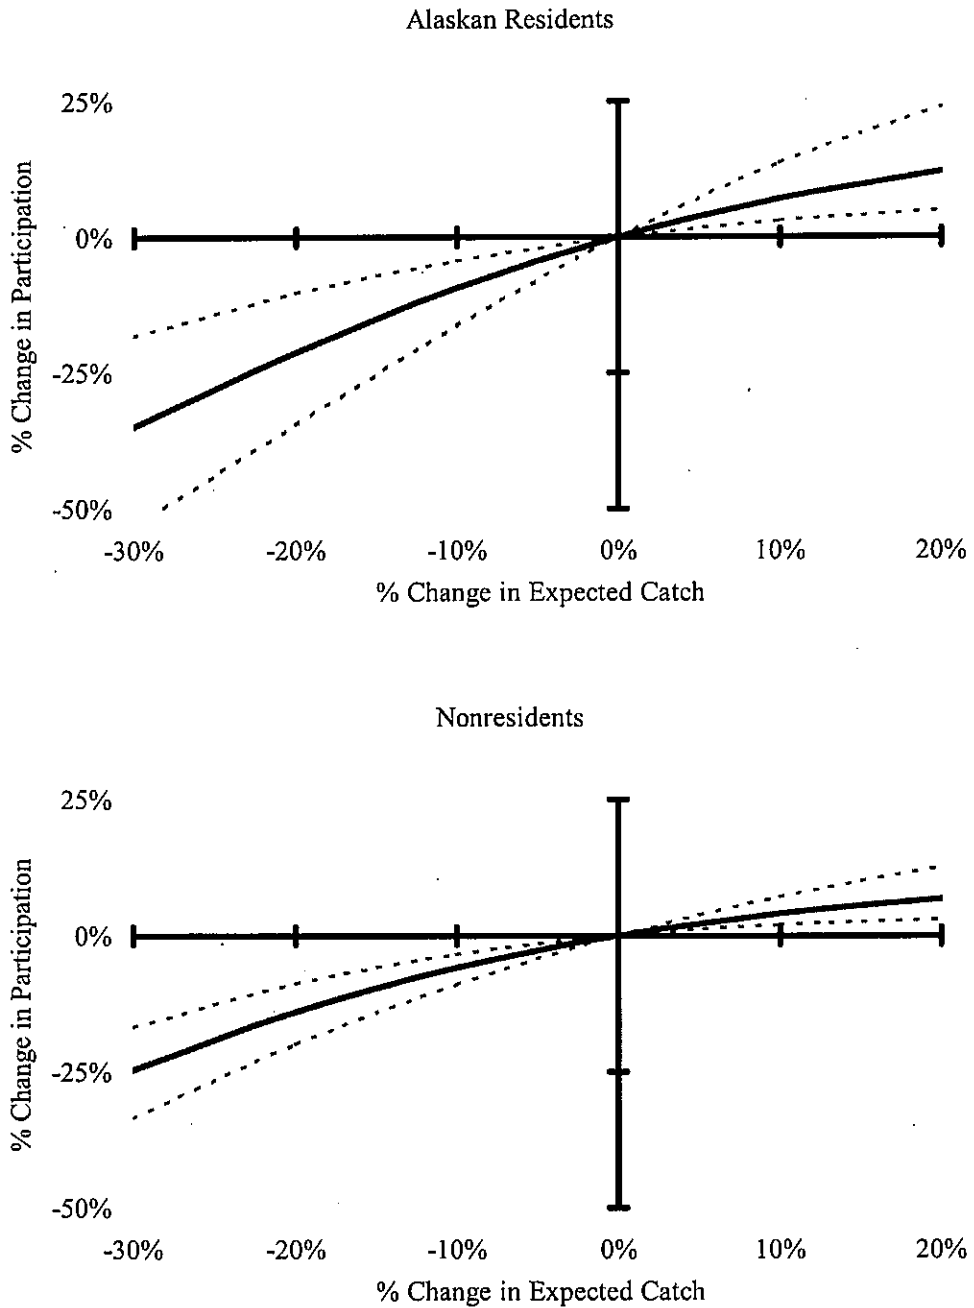 Alaskan Residents
25%
0%
-25%
-50%
% Change in Participation
-30% -20% -10% 0% 10% 20%
% Change in Expected Catch
Nonresidents
25%
0%
-25%
-50%
% Change in Participation
-30% -20% -10% 0% 10% 20%
% Change in Expected Catch